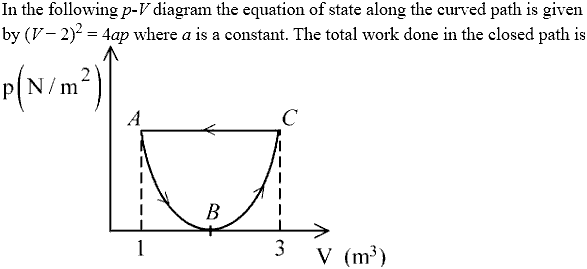 In the following p-V diagram the equation of state along the curved path is given
by (V − 2)² = 4ap where a is a constant. The total work done in the closed path is
p(N/m²)
A
C
B
1
3
V (m³)